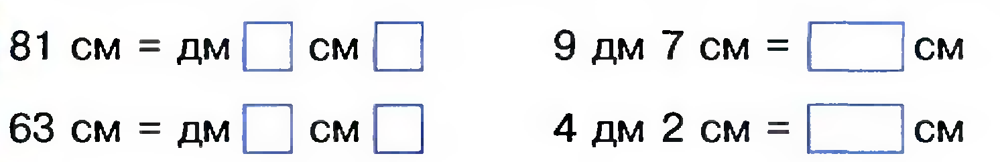 81 см = дм см
63 см = дм см
9 дм 7 см = см
4 дм 2 см = см